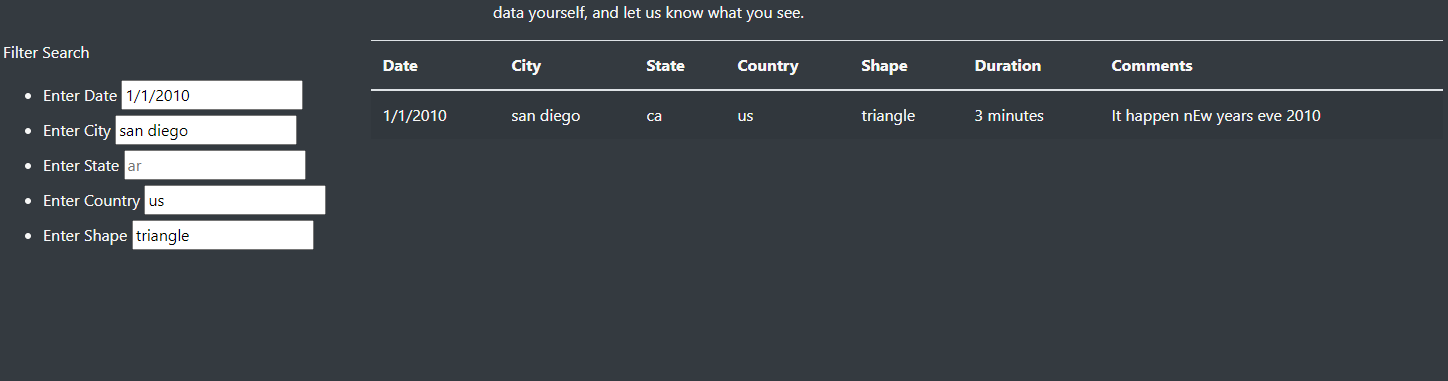 data yourself, and let us know what you see.
Filter Search
Enter Date 1/1/2010
Enter City san diego
Enter State ar
Enter Country us
Enter Shape triangle
Date City State Country Shape Duration Comments
1/1/2010 san diego ca us triangle 3 minutes It happen nEw years eve 2010